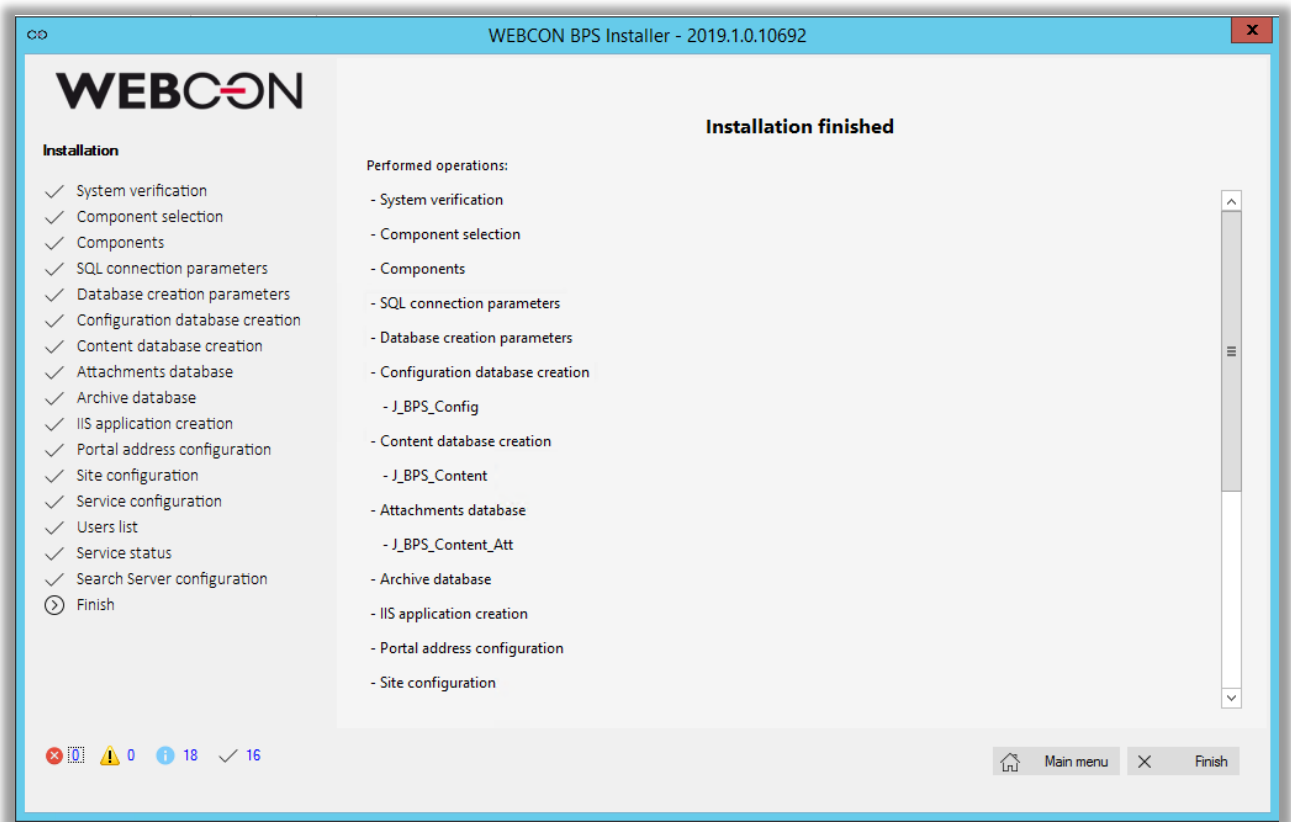 WEBCON BPS Installer - 2019.1.0.10692
WEBCON
Installation
System verification
Component selection
Components
SQL connection parameters
Database creation parameters
Configuration database creation
Content database creation
Attachments database
Archive database
IIS application creation
Portal address configuration
Site configuration
Service configuration
Users list
Service status
Search Server configuration
Finish
0 0 18 16
Installation finished
Performed operations:
- System verification
- Component selection
- Components
- SQL connection parameters
- Database creation parameters
- Configuration database creation
- J_BPS_Config
- Content database creation
- J_BPS_Content
- Attachments database
- J_BPS_Content_Att
- Archive database
- IIS application creation
- Portal address configuration
- Site configuration
Main menu Finish